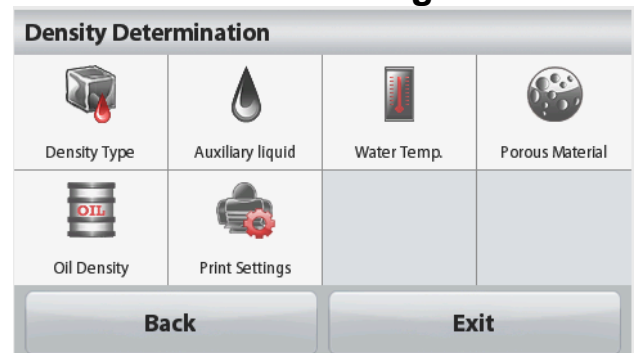 Density Determination
Density Type
Auxiliary liquid
Water Temp.
Porous Material
OIL
Oil Density
Print Settings
Back
Exit